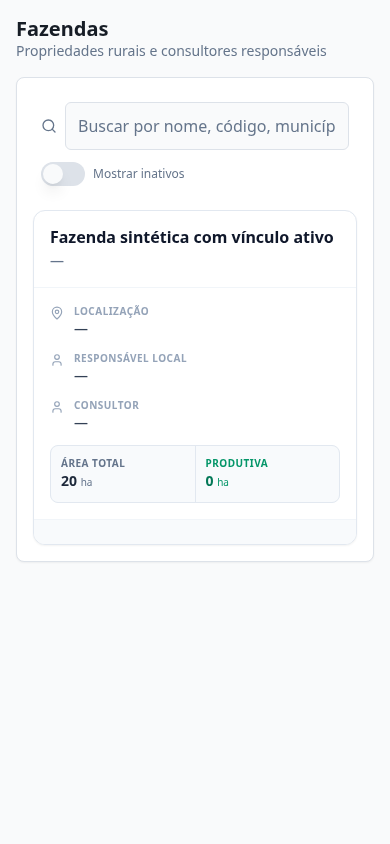 Fazendas
Propriedades rurais e consultores responsáveis
Buscar por nome, código, municíp
Mostrar inativos
Fazenda sintética com vínculo ativo
—
LOCALIZAÇÃO
—
RESPONSÁVEL LOCAL
—
CONSULTOR
—
ÁREA TOTAL
20 ha
PRODUTIVA
0 ha